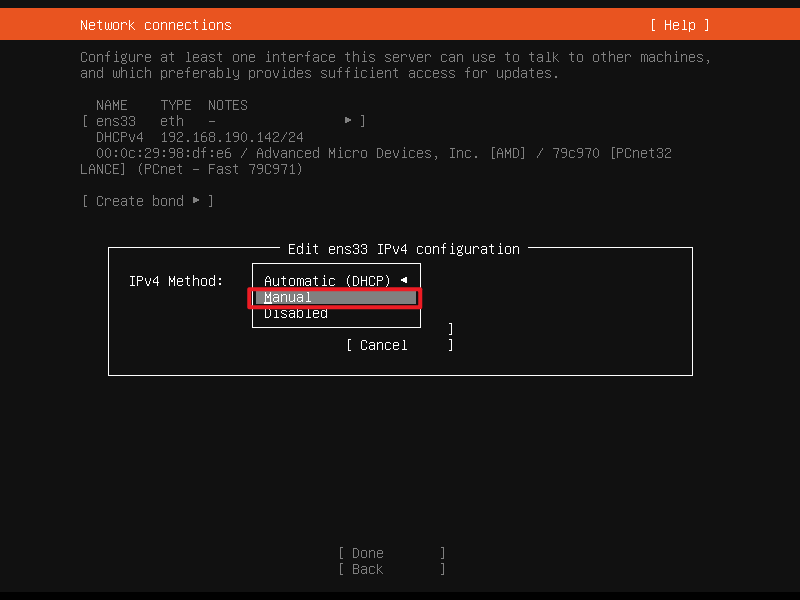 Network connections [ Help ]
Configure at least one interface this server can use to talk to other machines,
and which preferably provides sufficient access for updates.
NAME TYPE NOTES
[ ens33 eth – ▸ ]
DHCPv4 192.168.190.142/24
00:0c:29:98:df:e6 / Advanced Micro Devices, Inc. [AMD] / 79c970 [PCnet32
LANCE] (PCnet – Fast 79C971)
[ Create bond ▸ ]
Edit ens33 IPv4 configuration
IPv4 Method: Automatic (DHCP) ◂
Manual
Disabled
]
[ Cancel ]
[ Done ]
[ Back ]